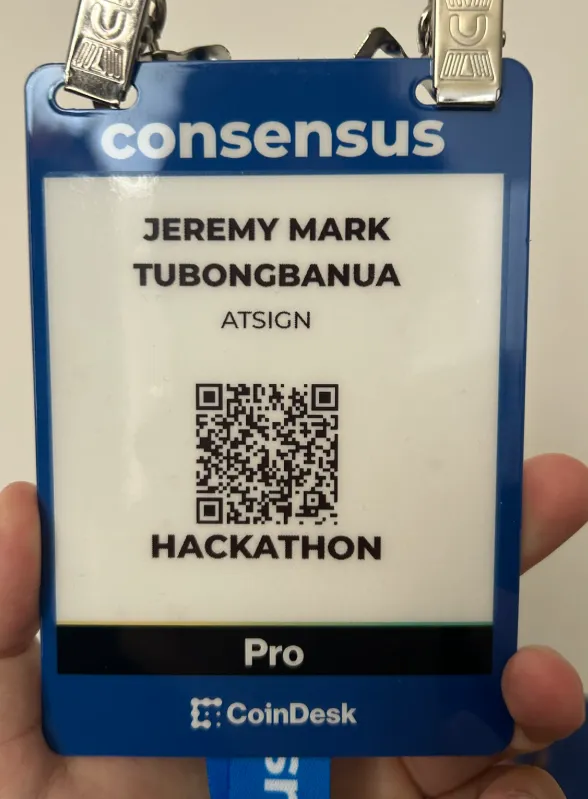 consensus
JEREMY MARK
TUBONGBANUA
ATSIGN
HACKATHON
Pro
CoinDesk